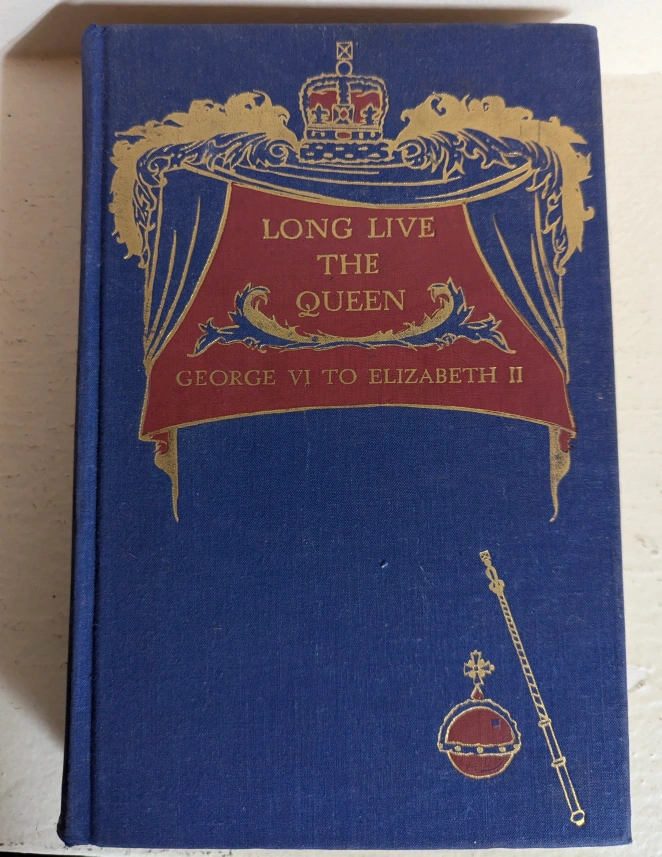 LONG LIVE
THE
QUEEN
GEORGE VI TO ELIZABETH II